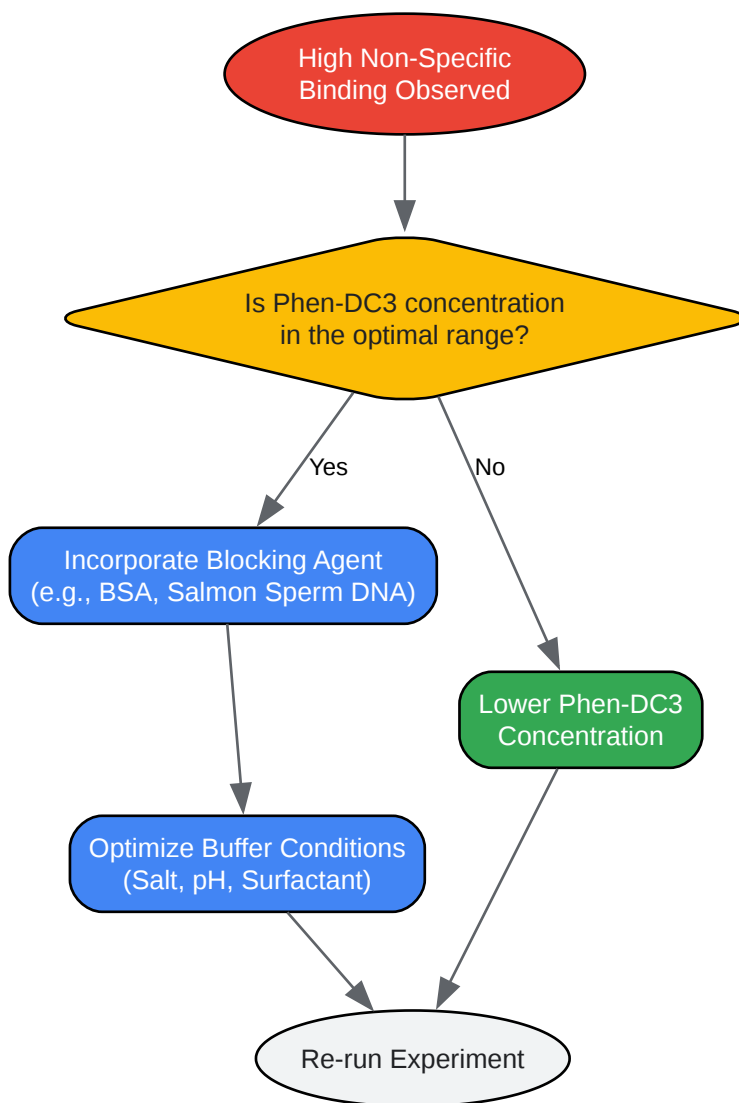 High Non-Specific
Binding Observed
Is Phen-DC3 concentration
in the optimal range?
Yes
No
Incorporate Blocking Agent
(e.g., BSA, Salmon Sperm DNA)
Lower Phen-DC3
Concentration
Optimize Buffer Conditions
(Salt, pH, Surfactant)
Re-run Experiment